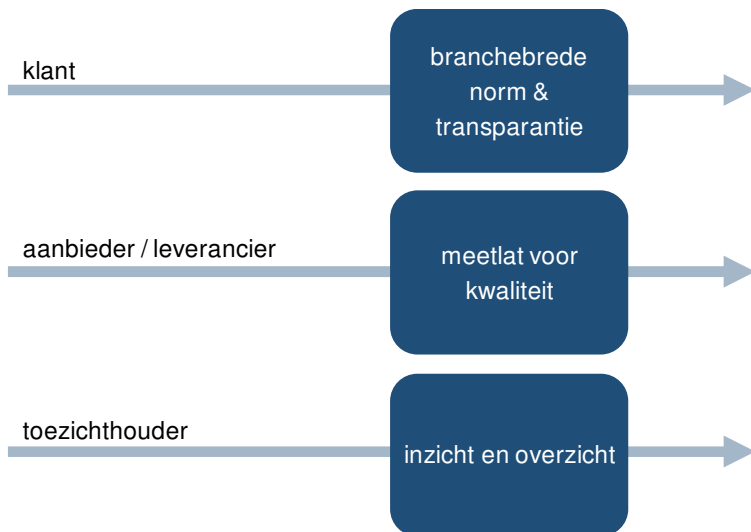 klant
branchebrede
norm &
transparantie
aanbieder / leverancier
meetlat voor
kwaliteit
toezichthouder
inzicht en overzicht